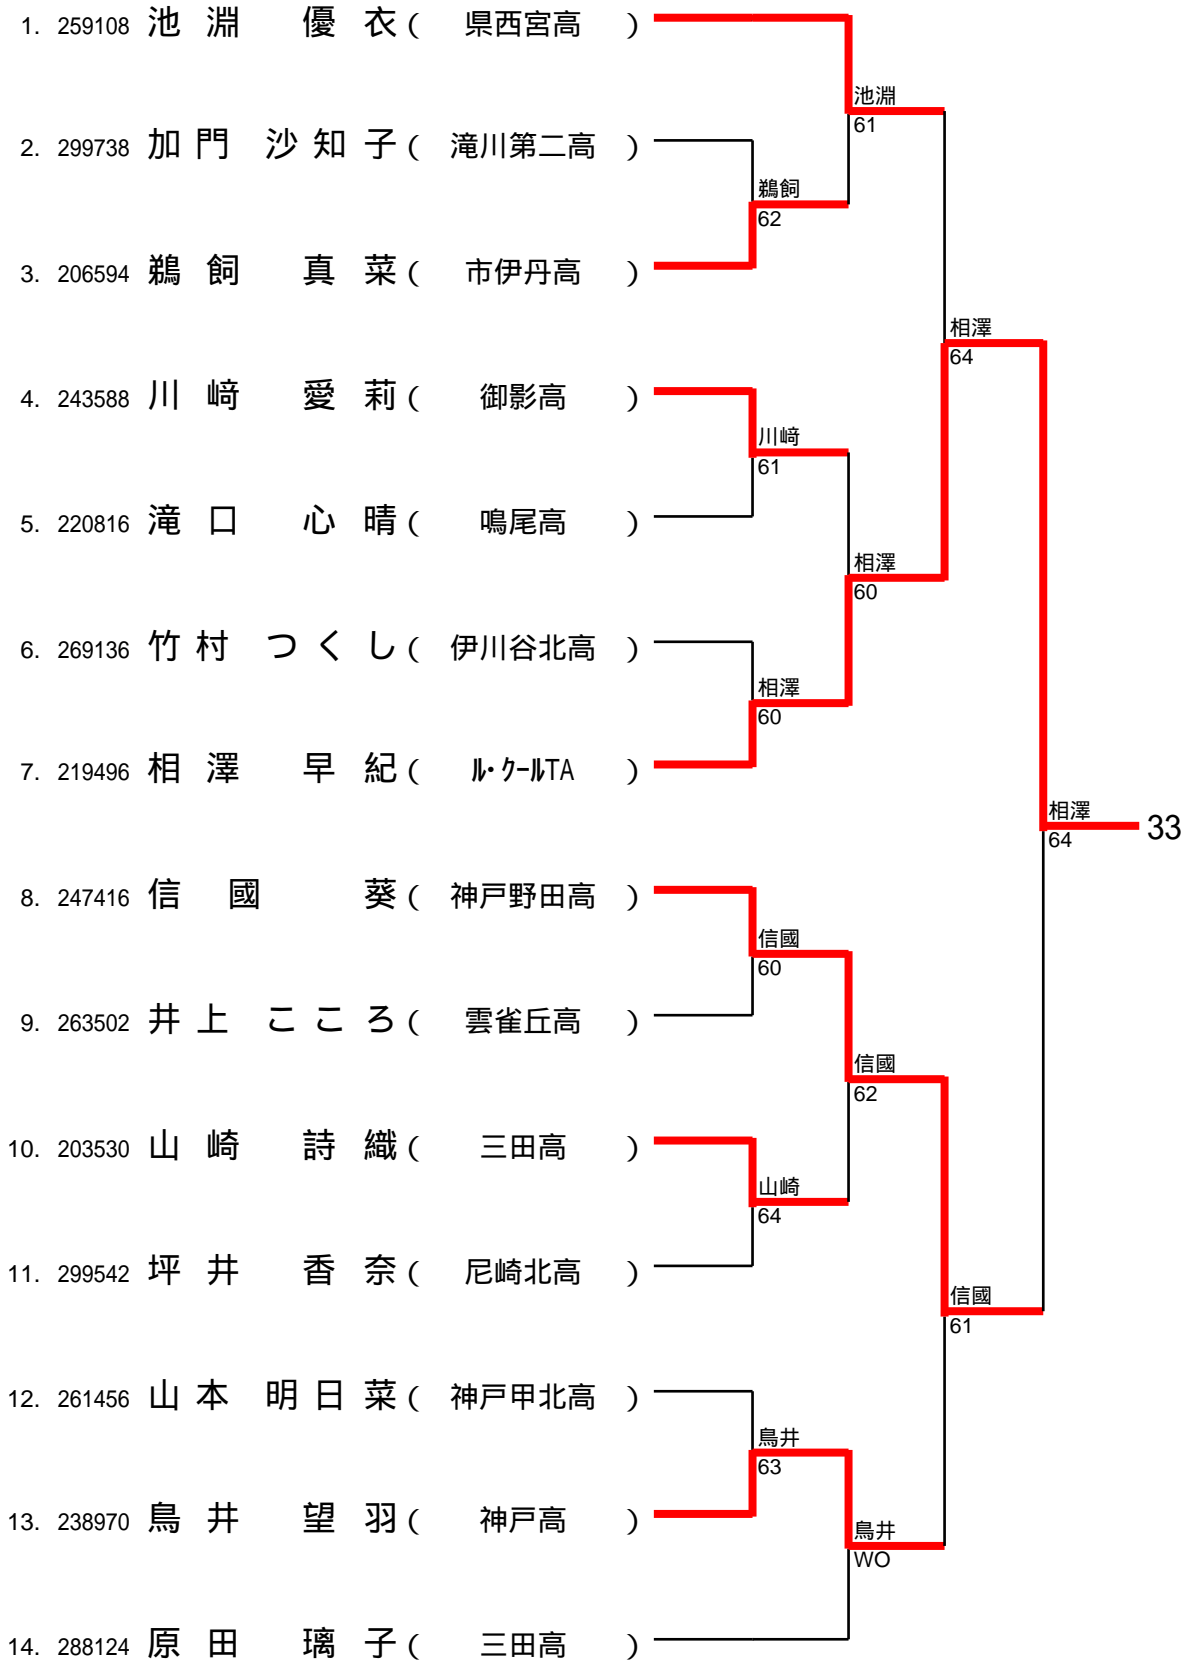 1. 259108 池淵 優衣 ( 県西宮高 )
池淵
61
2. 299738 加門 沙知子 ( 滝川第二高 )
鵜飼
62
3. 206594 鵜飼 真菜 ( 市伊丹高 )
相澤
64
4. 243588 川﨑 愛莉 ( 御影高 )
川﨑
61
5. 220816 滝口 心晴 ( 鳴尾高 )
相澤
60
6. 269136 竹村 つくし ( 伊川谷北高 )
相澤
60
7. 219496 相澤 早紀 ( ﾙ・ｸｰﾙTA )
相澤
64
33
8. 247416 信國 葵 ( 神戸野田高 )
信國
60
9. 263502 井上 こころ ( 雲雀丘高 )
信國
62
10. 203530 山崎 詩織 ( 三田高 )
山崎
64
11. 299542 坪井 香奈 ( 尼崎北高 )
信國
61
12. 261456 山本 明日菜 ( 神戸甲北高 )
鳥井
63
13. 238970 鳥井 望羽 ( 神戸高 )
鳥井
WO
14. 288124 原田 璃子 ( 三田高 )